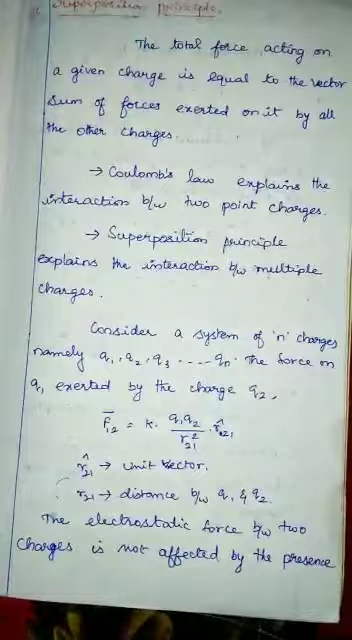 Superposition principle.
The total force acting on
a given charge is equal to the vector
sum of forces exerted on it by all
the other charges.
→ Coulomb's law explains the
interaction b/w two point charges.
→ Superposition principle
explains the interaction b/w multiple
charges.
Consider a system of 'n' charges
namely q₁, q₂, q₃ ---- qₙ. The force on
q₁ exerted by the charge q₂,
F⃗₁₂ = k. q₁q₂ / r²₂₁ . r̂₂₁
r̂₂₁ → unit vector.
r₂₁ → distance b/w q₁ & q₂.
The electrostatic force b/w two
charges is not affected by the presence